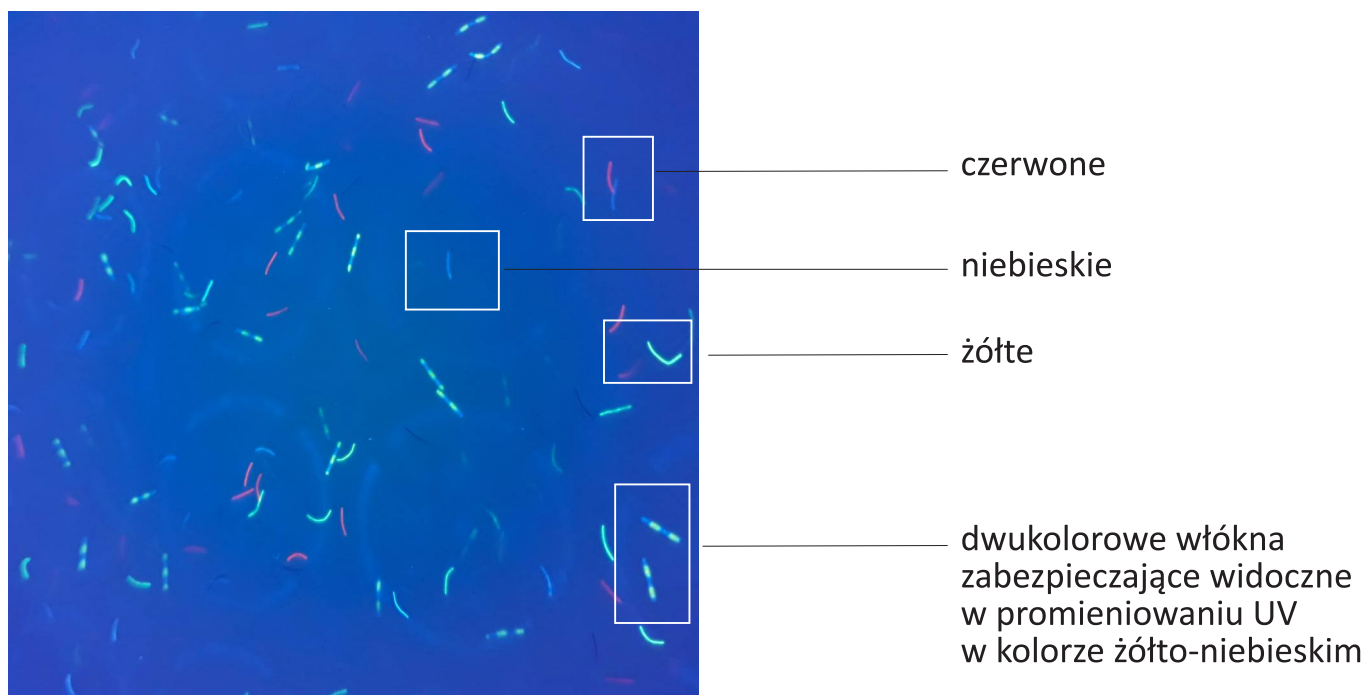 czerwone
niebieskie
żółte
dwukolorowe włókna
zabezpieczające widoczne
w promieniowaniu UV
w kolorze żółto-niebieskim